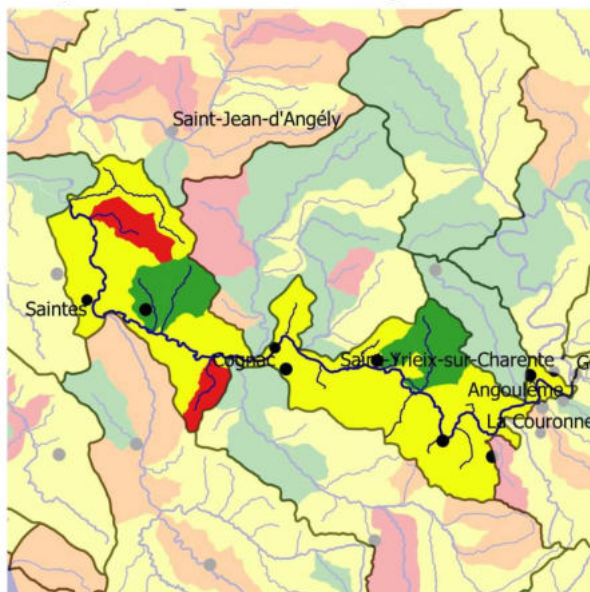 Saint-Jean-d'Angély
Saintes
Cognac
Saint-Yrieix-sur-Charente
G
Angoulême
La Couronne